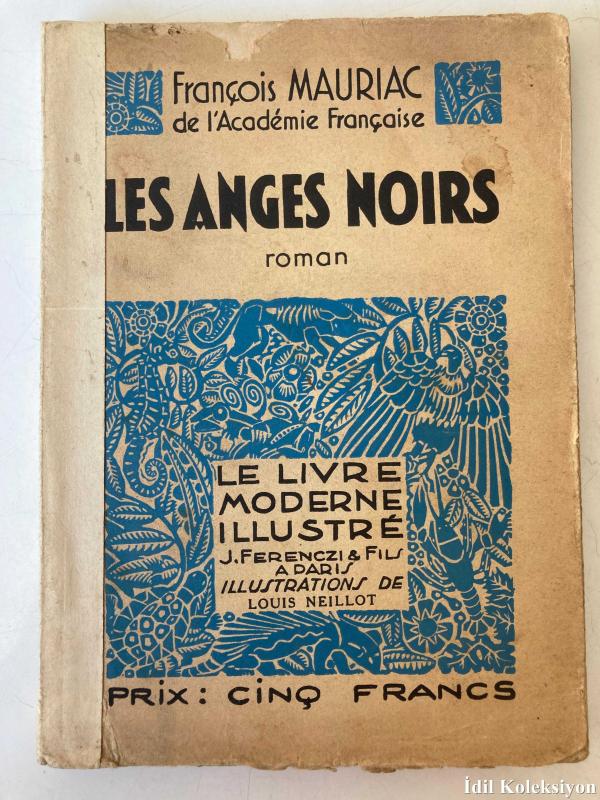 François MAURIAC
de l'Académie Française
LES ANGES NOIRS
roman
LE LIVRE
MODERNE
ILLUSTRÉ
J. FERENCZI & FILS
A PARIS
ILLUSTRATIONS DE
LOUIS NEILLOT
PRIX : CINQ FRANCS
İdil Koleksiyon